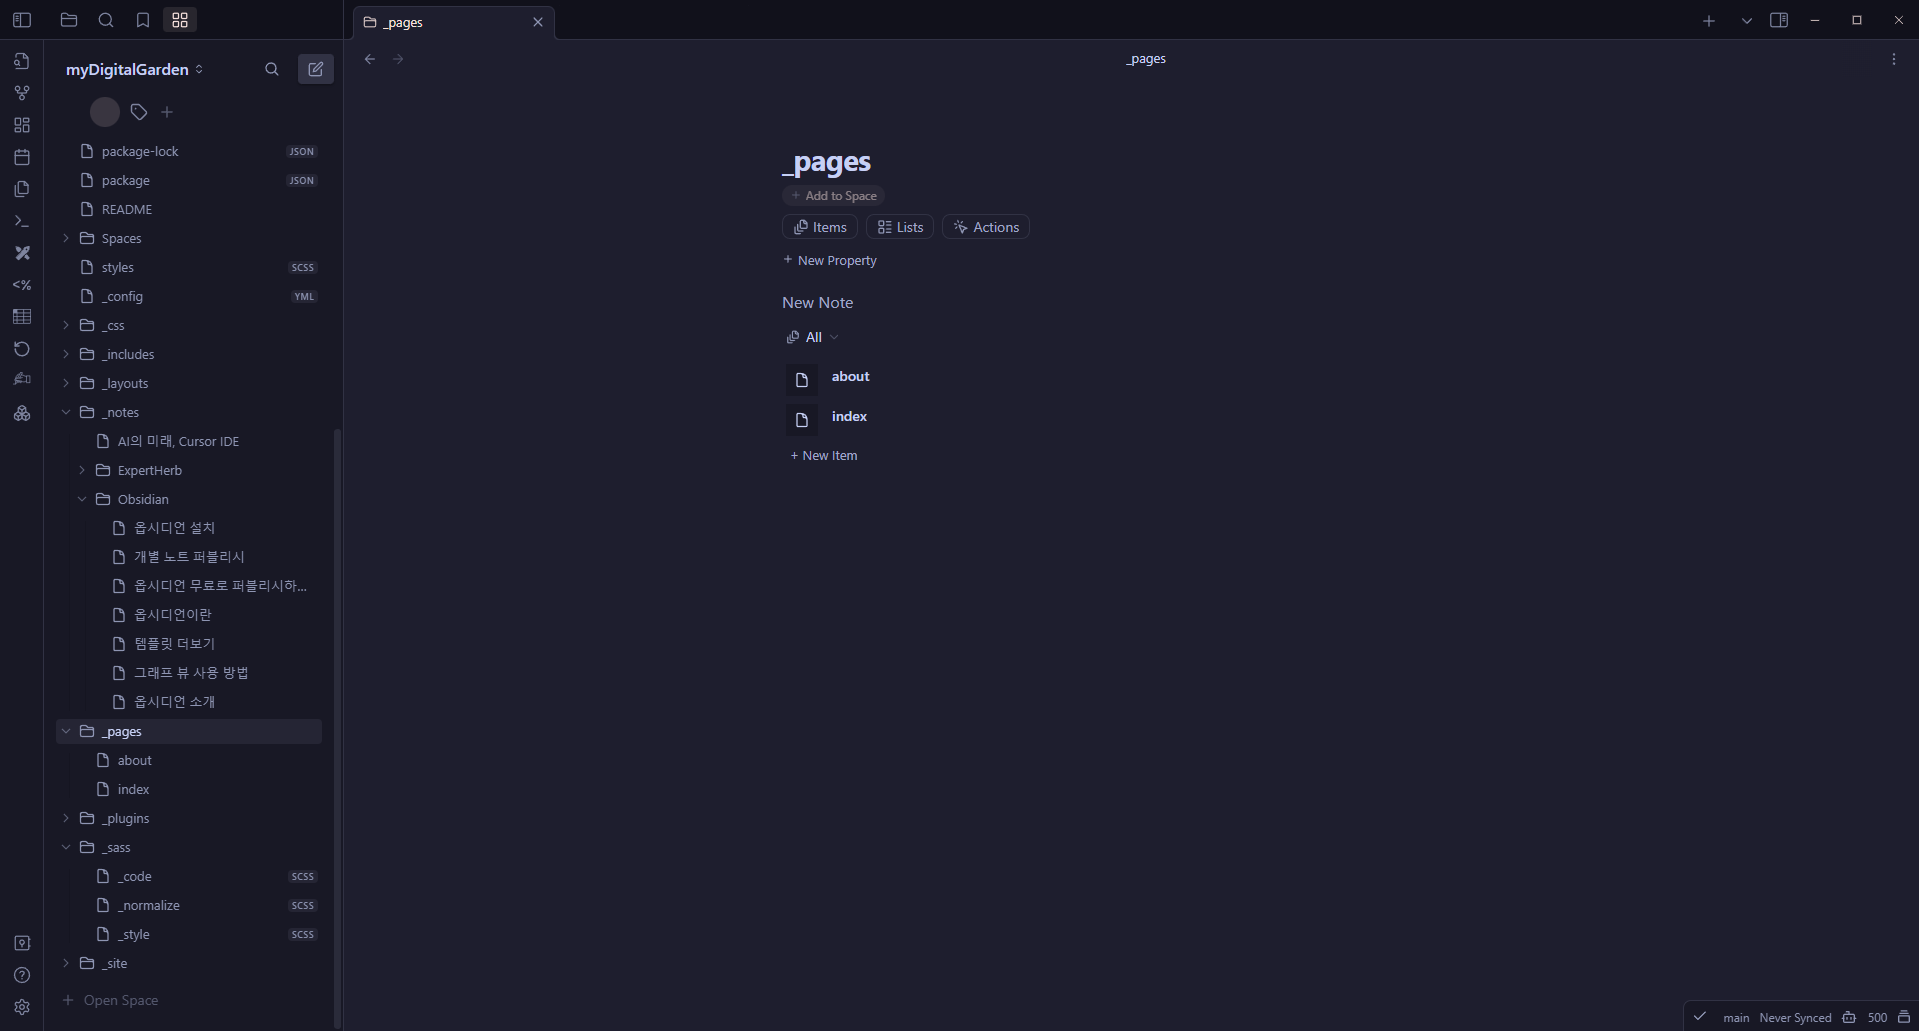 _pages
myDigitalGarden
package-lock JSON
package JSON
README
Spaces
styles SCSS
_config YML
_css
_includes
_layouts
_notes
AI의 미래, Cursor IDE
ExpertHerb
Obsidian
옵시디언 설치
개별 노트 퍼블리시
옵시디언 무료로 퍼블리시하...
옵시디언이란
템플릿 더보기
그래프 뷰 사용 방법
옵시디언 소개
_pages
about
index
_plugins
_sass
_code SCSS
_normalize SCSS
_style SCSS
_site
+ Open Space
<%
_pages
_pages
+ Add to Space
Items Lists Actions
+ New Property
New Note
All
about
index
+ New Item
main Never Synced 500